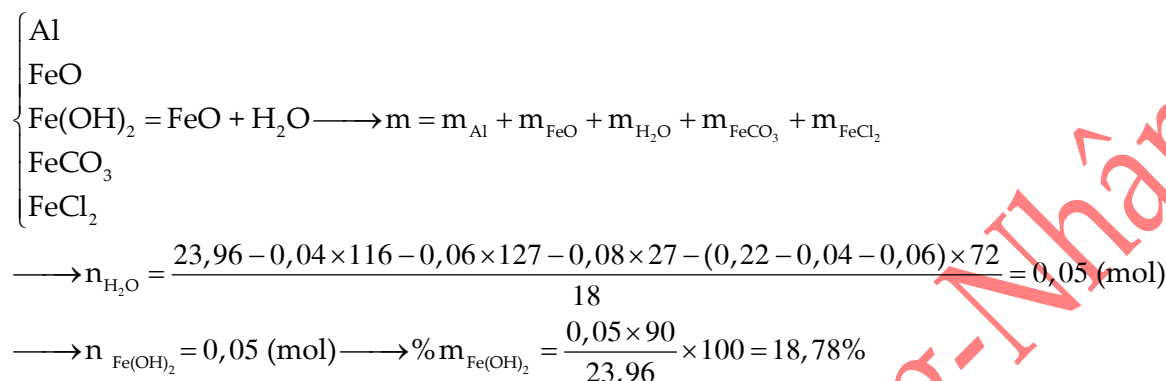 Al
FeO
Fe(OH)₂ = FeO + H₂O ⟶ m = m_Al + m_FeO + m_H₂O + m_FeCO₃ + m_FeCl₂
FeCO₃
FeCl₂
⟶ n_H₂O = (23,96 − 0,04 × 116 − 0,06 × 127 − 0,08 × 27 − (0,22 − 0,04 − 0,06) × 72) / 18 = 0,05 (mol)
⟶ n_Fe(OH)₂ = 0,05 (mol) ⟶ %m_Fe(OH)₂ = (0,05 × 90) / 23,96 × 100 = 18,78%